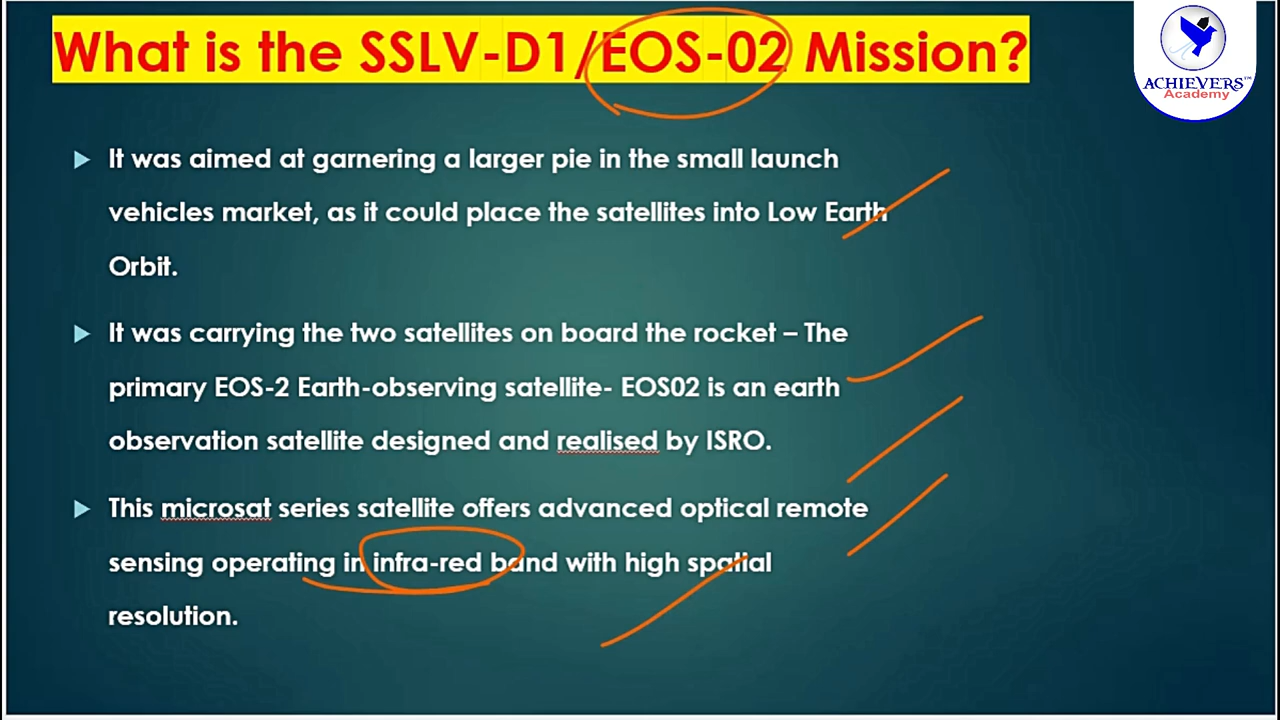 What is the SSLV-D1/EOS-02 Mission?
ACHIEVERS™
Academy
It was aimed at garnering a larger pie in the small launch
vehicles market, as it could place the satellites into Low Earth
Orbit.
It was carrying the two satellites on board the rocket – The
primary EOS-2 Earth-observing satellite- EOS02 is an earth
observation satellite designed and realised by ISRO.
This microsat series satellite offers advanced optical remote
sensing operating in infra-red band with high spatial
resolution.